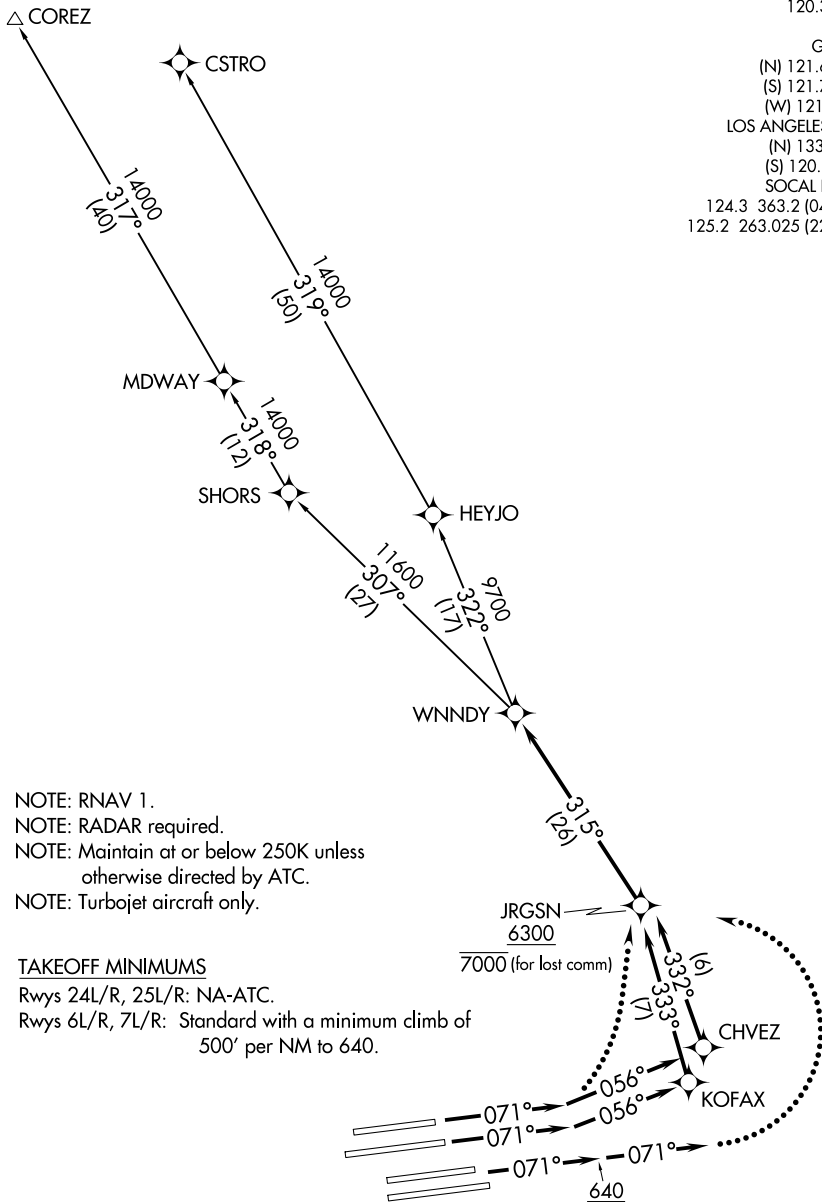 COREZ
CSTRO
120.3
G
(N) 121.6
(S) 121.7
(W) 121
LOS ANGELES
(N) 133
(S) 120.
SOCAL
124.3 363.2 (04
125.2 263.025 (22
14000
317°
(40)
14000
319°
(50)
MDWAY
14000
318°
(12)
SHORS
HEYJO
11600
307°
(27)
9700
322°
(17)
WNNDY
315°
(26)
NOTE: RNAV 1.
NOTE: RADAR required.
NOTE: Maintain at or below 250K unless
otherwise directed by ATC.
NOTE: Turbojet aircraft only.
JRGSN
6300
7000 (for lost comm)
(6)
332°
333°
(7)
TAKEOFF MINIMUMS
Rwys 24L/R, 25L/R: NA-ATC.
Rwys 6L/R, 7L/R: Standard with a minimum climb of
500' per NM to 640.
CHVEZ
KOFAX
071°
056°
071°
056°
071°
071°
640